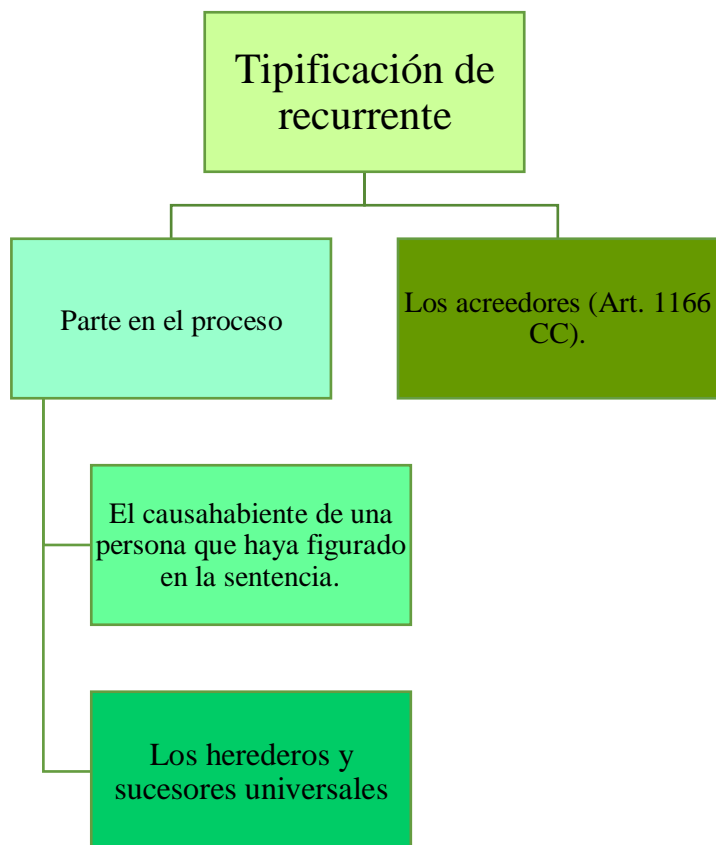 Tipificación de
recurrente
Parte en el proceso
Los acreedores (Art. 1166
CC).
El causahabiente de una
persona que haya figurado
en la sentencia.
Los herederos y
sucesores universales